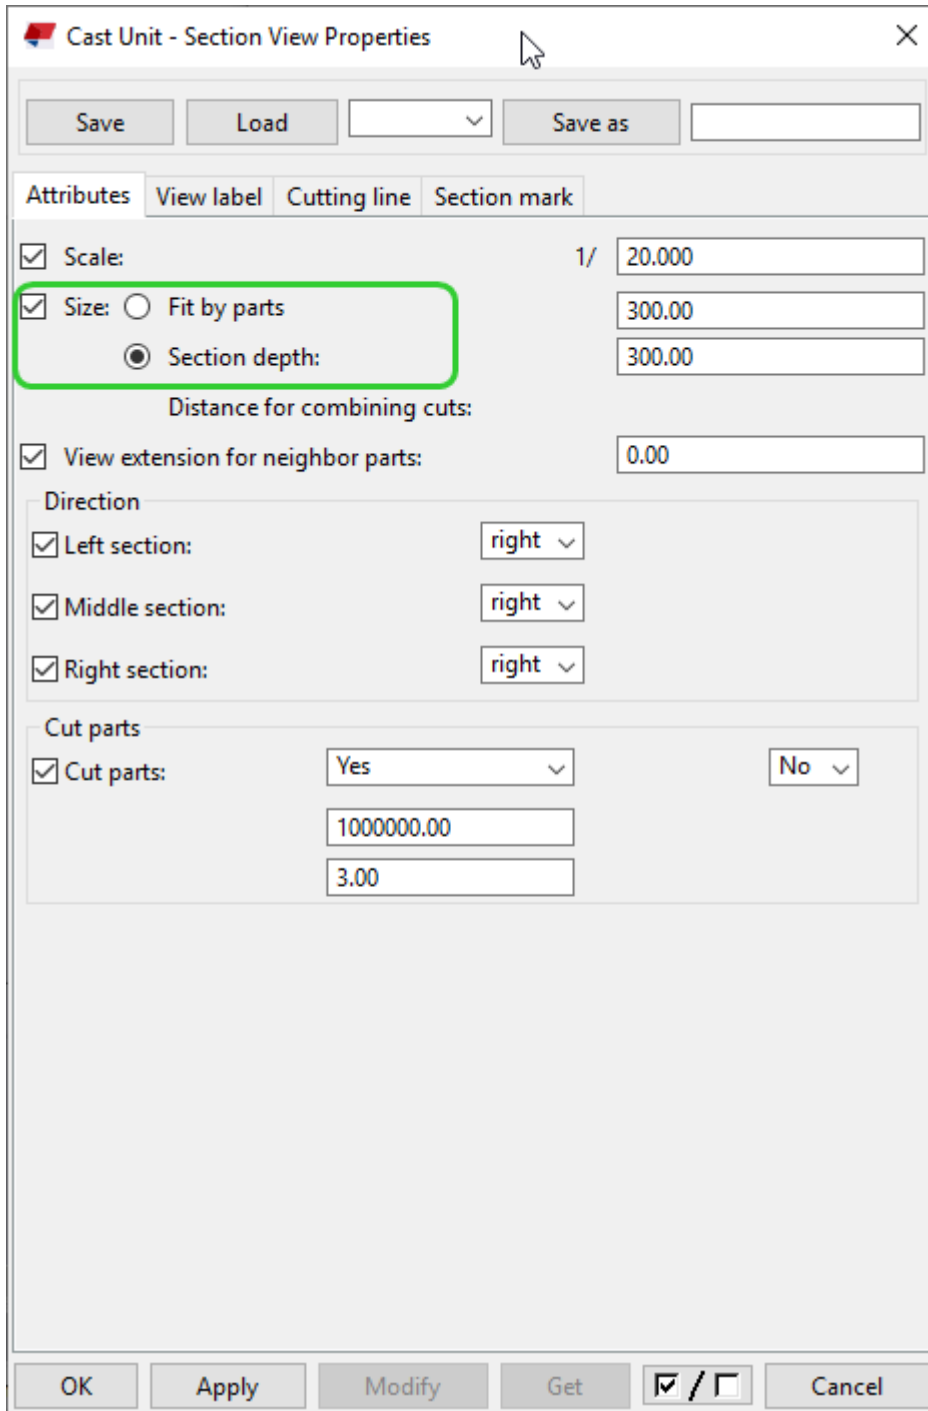 Cast Unit - Section View Properties
Save Load Save as
Attributes View label Cutting line Section mark
Scale: 1/ 20.000
Size: Fit by parts 300.00
Section depth: 300.00
Distance for combining cuts:
View extension for neighbor parts: 0.00
Direction
Left section: right
Middle section: right
Right section: right
Cut parts
Cut parts: Yes No
1000000.00
3.00
OK Apply Modify Get / Cancel